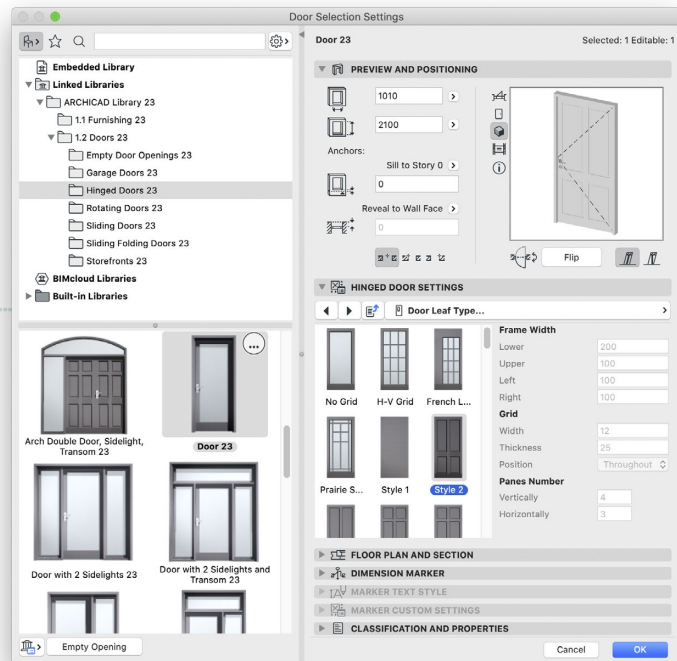 Door Selection Settings
Embedded Library
Linked Libraries
ARCHICAD Library 23
1.1 Furnishing 23
1.2 Doors 23
Empty Door Openings 23
Garage Doors 23
Hinged Doors 23
Rotating Doors 23
Sliding Doors 23
Sliding Folding Doors 23
Storefronts 23
BIMcloud Libraries
Built-in Libraries
Arch Double Door, Sidelight,
Transom 23
Door 23
Door with 2 Sidelights 23
Door with 2 Sidelights and
Transom 23
Empty Opening
Door 23
Selected: 1 Editable: 1
PREVIEW AND POSITIONING
1010
2100
Anchors:
Sill to Story 0
0
Reveal to Wall Face
0
Flip
HINGED DOOR SETTINGS
Door Leaf Type...
No Grid
H-V Grid
French L...
Prairie S...
Style 1
Style 2
Frame Width
Lower 200
Upper 100
Left 100
Right 100
Grid
Width 12
Thickness 25
Position Throughout
Panes Number
Vertically 4
Horizontally 3
FLOOR PLAN AND SECTION
DIMENSION MARKER
MARKER TEXT STYLE
MARKER CUSTOM SETTINGS
CLASSIFICATION AND PROPERTIES
Cancel
OK